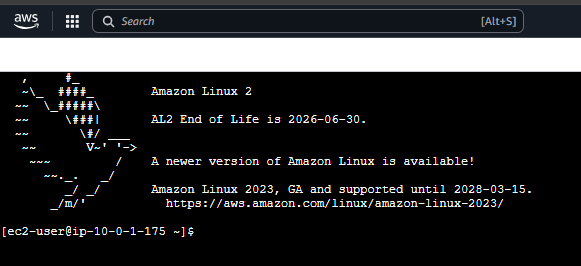 aws
Search [Alt+S]
   ,     #_
   ~\_  ####_        Amazon Linux 2
  ~~  \_#####\
  ~~     \###|       AL2 End of Life is 2026-06-30.
  ~~       \#/ ___
   ~~       V~' '->
    ~~~         /    A newer version of Amazon Linux is available!
      ~~._.   _/
         _/ _/       Amazon Linux 2023, GA and supported until 2028-03-15.
       _/m/'           https://aws.amazon.com/linux/amazon-linux-2023/
[ec2-user@ip-10-0-1-175 ~]$